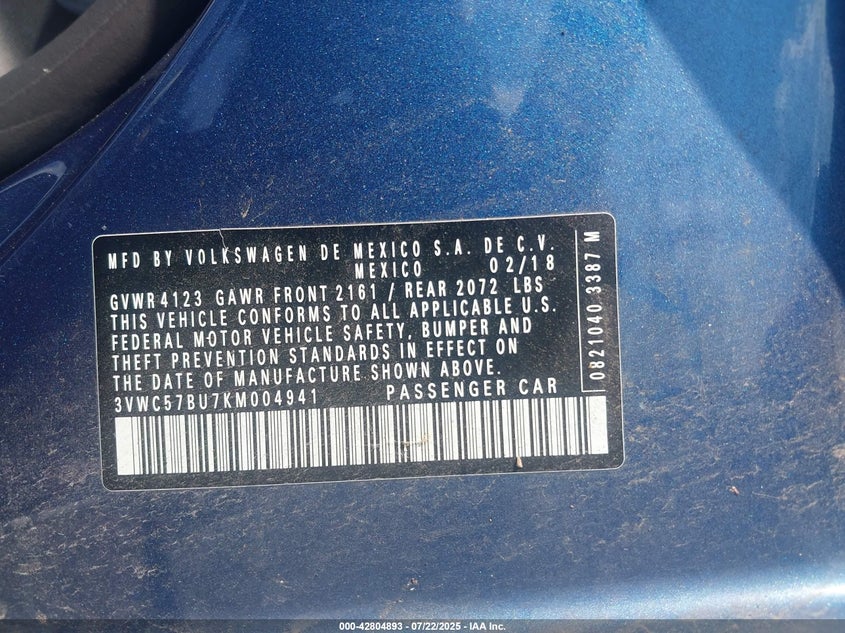 MFD BY VOLKSWAGEN DE MEXICO S.A. DE C.V.
MEXICO 02/18
GVWR4123 GAWR FRONT 2161 / REAR 2072 LBS
THIS VEHICLE CONFORMS TO ALL APPLICABLE U.S.
FEDERAL MOTOR VEHICLE SAFETY, BUMPER AND
THEFT PREVENTION STANDARDS IN EFFECT ON
THE DATE OF MANUFACTURE SHOWN ABOVE.
3VWC57BU7KM004941 PASSENGER CAR
0821040 3387 M
000-42804893 - 07/22/2025 - IAA Inc.